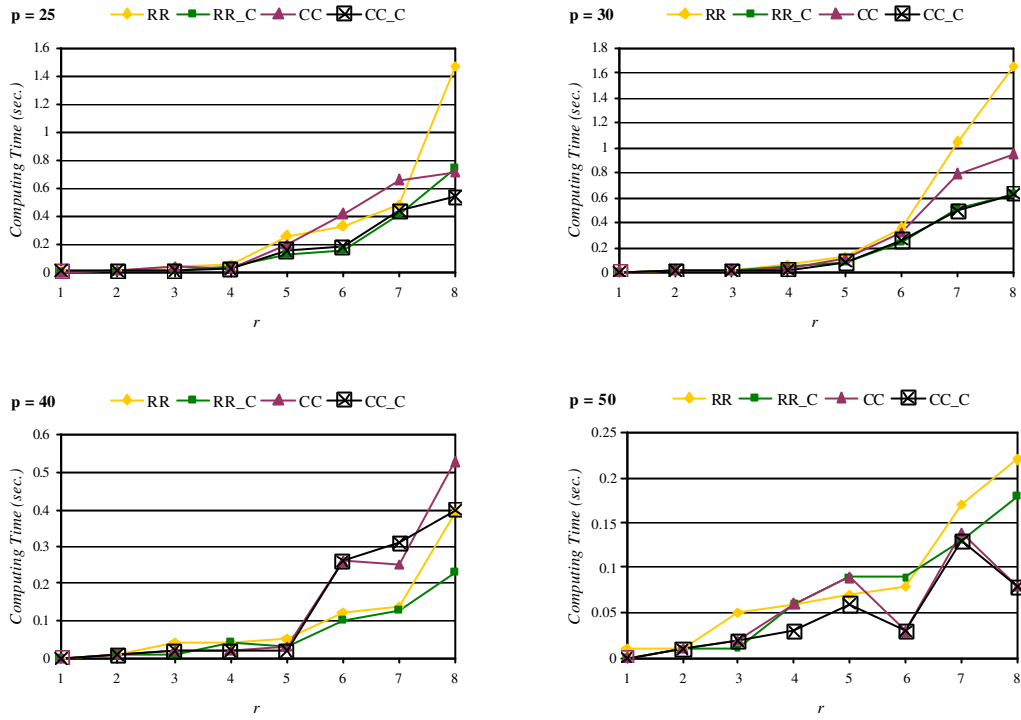 p = 25 RR RR_C CC CC_C
1.6
1.4
1.2
1
0.8
0.6
0.4
0.2
0
Computing Time (sec.)
1 2 3 4 5 6 7 8
r
p = 30 RR RR_C CC CC_C
1.8
1.6
1.4
1.2
1
0.8
0.6
0.4
0.2
0
Computing Time (sec.)
1 2 3 4 5 6 7 8
r
p = 40 RR RR_C CC CC_C
0.6
0.5
0.4
0.3
0.2
0.1
0
Computing Time (sec.)
1 2 3 4 5 6 7 8
r
p = 50 RR RR_C CC CC_C
0.25
0.2
0.15
0.1
0.05
0
Computing Time (sec.)
1 2 3 4 5 6 7 8
r